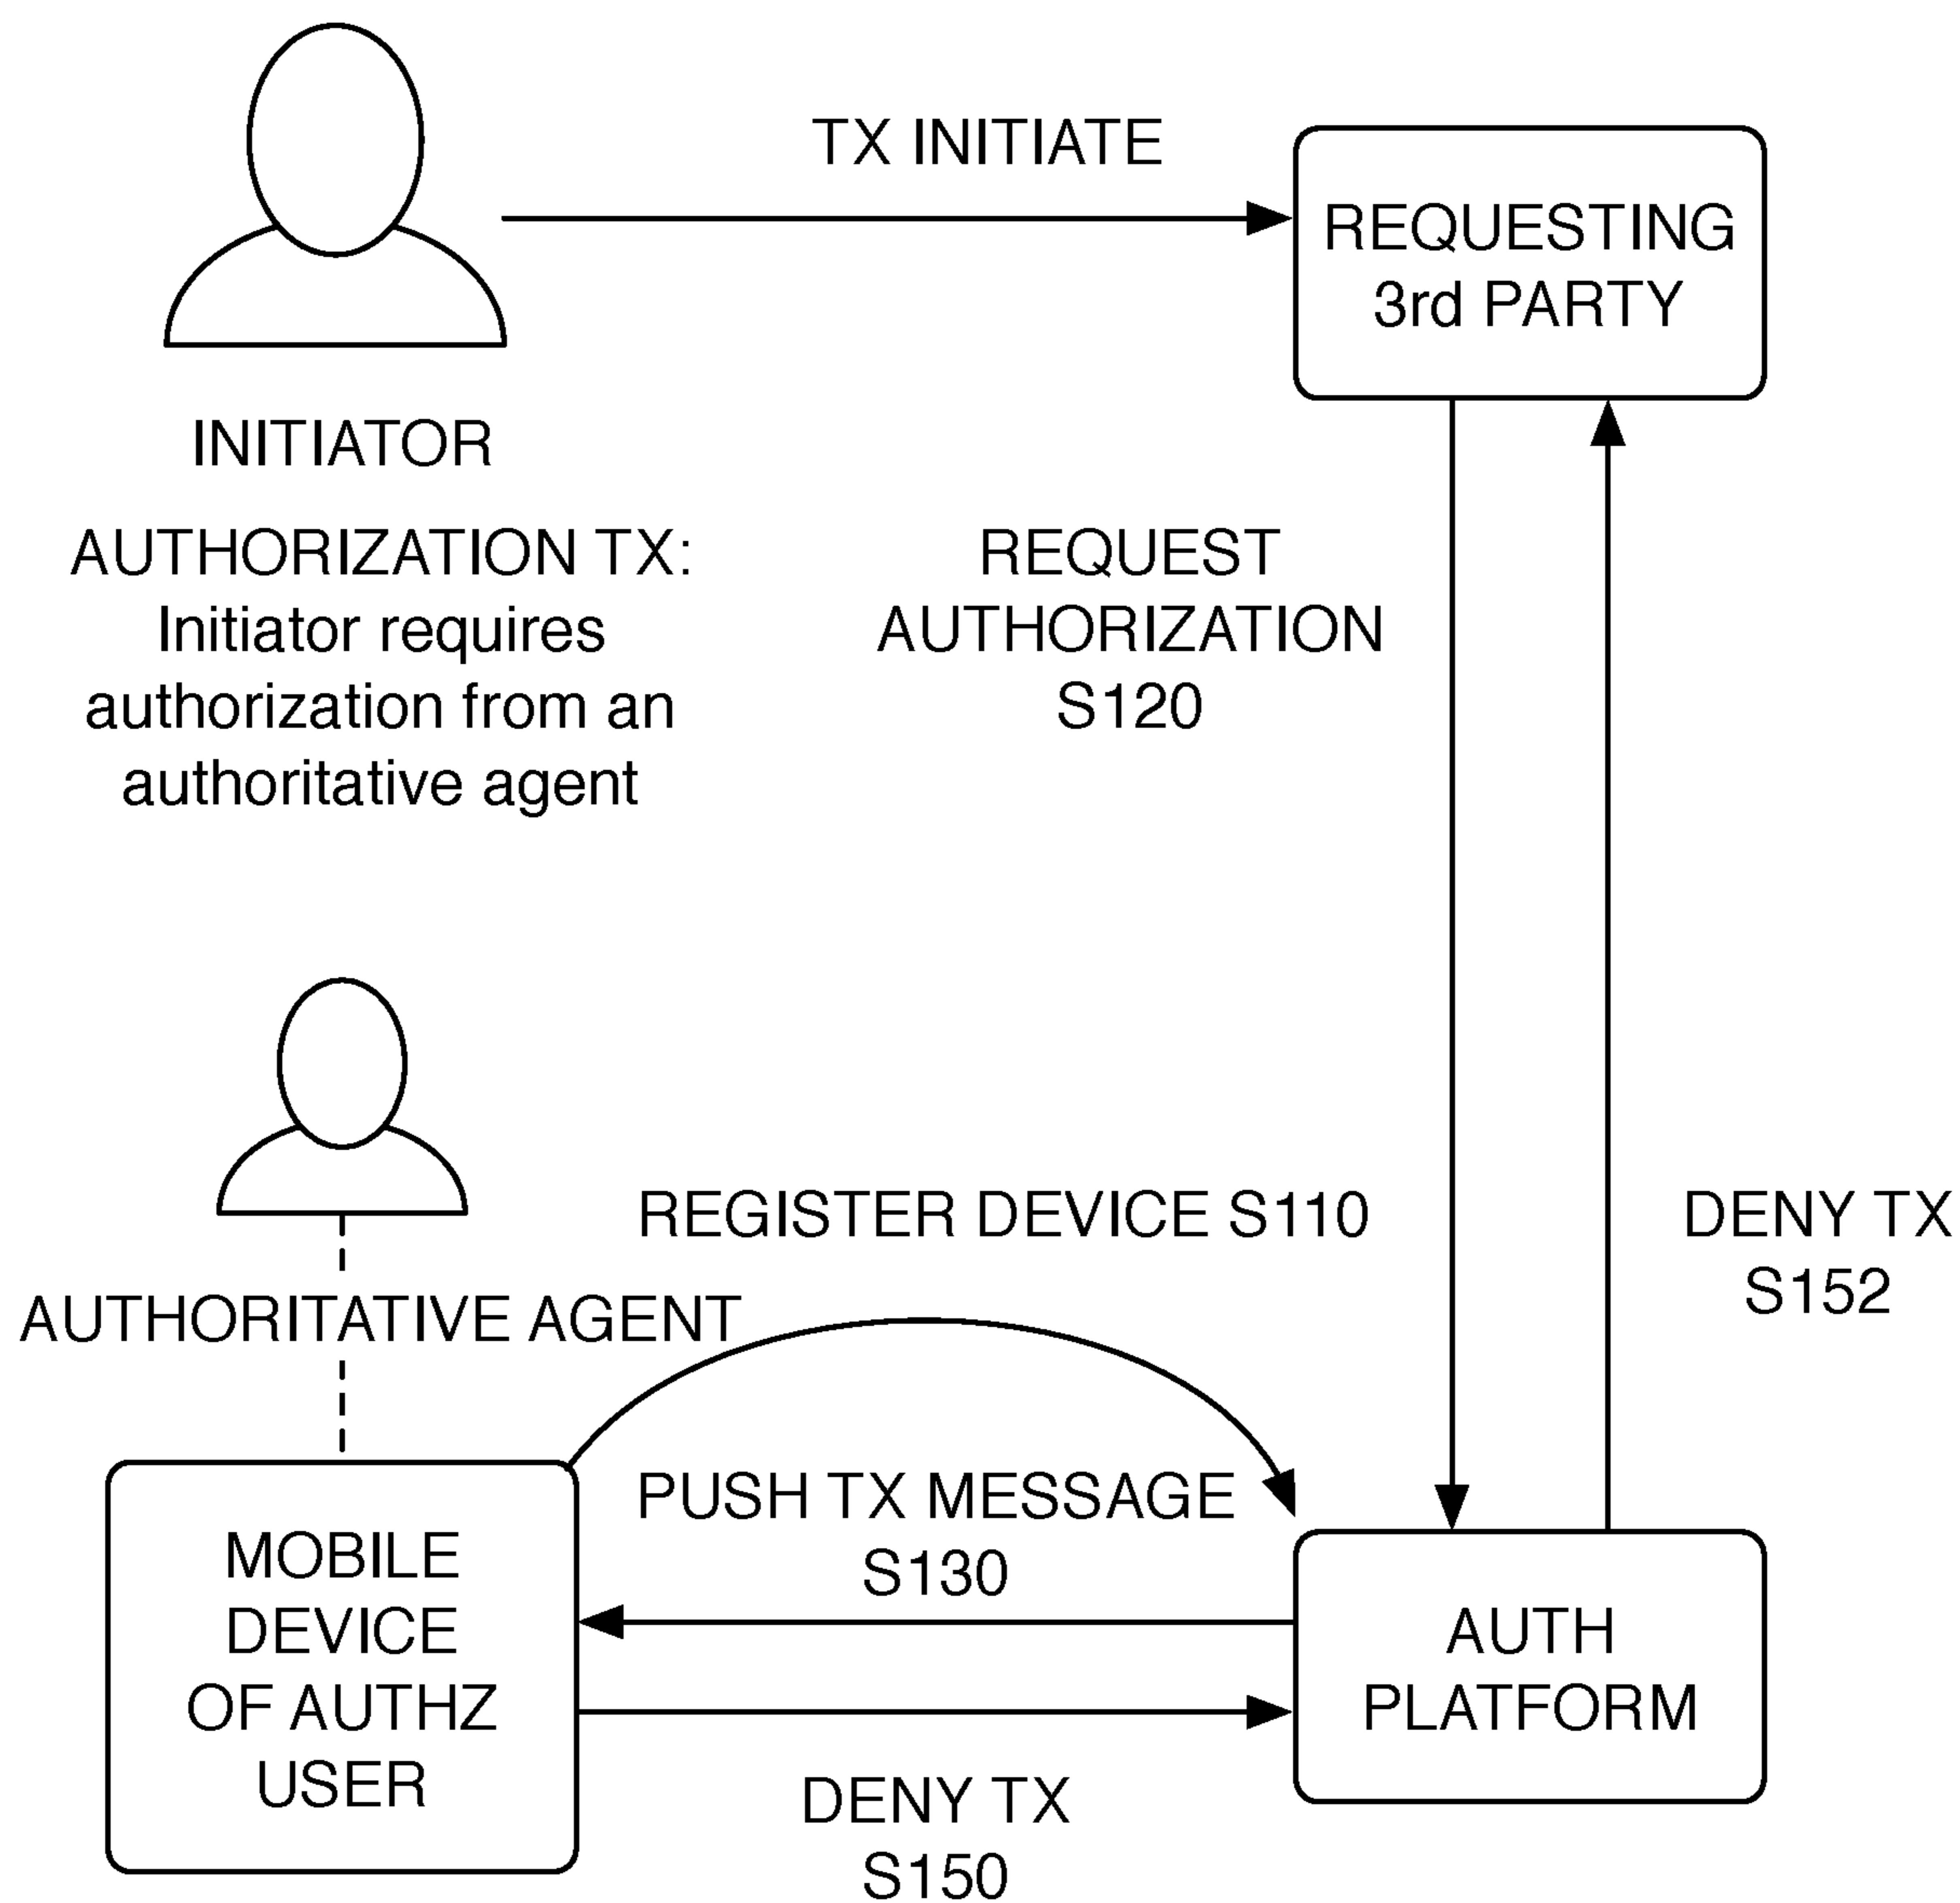 TX INITIATE
REQUESTING
3rd PARTY
INITIATOR
AUTHORIZATION TX:
Initiator requires
authorization from an
authoritative agent
REQUEST
AUTHORIZATION
S120
REGISTER DEVICE S110
DENY TX
S152
AUTHORITATIVE AGENT
PUSH TX MESSAGE
S130
MOBILE
DEVICE
OF AUTHZ
USER
AUTH
PLATFORM
DENY TX
S150